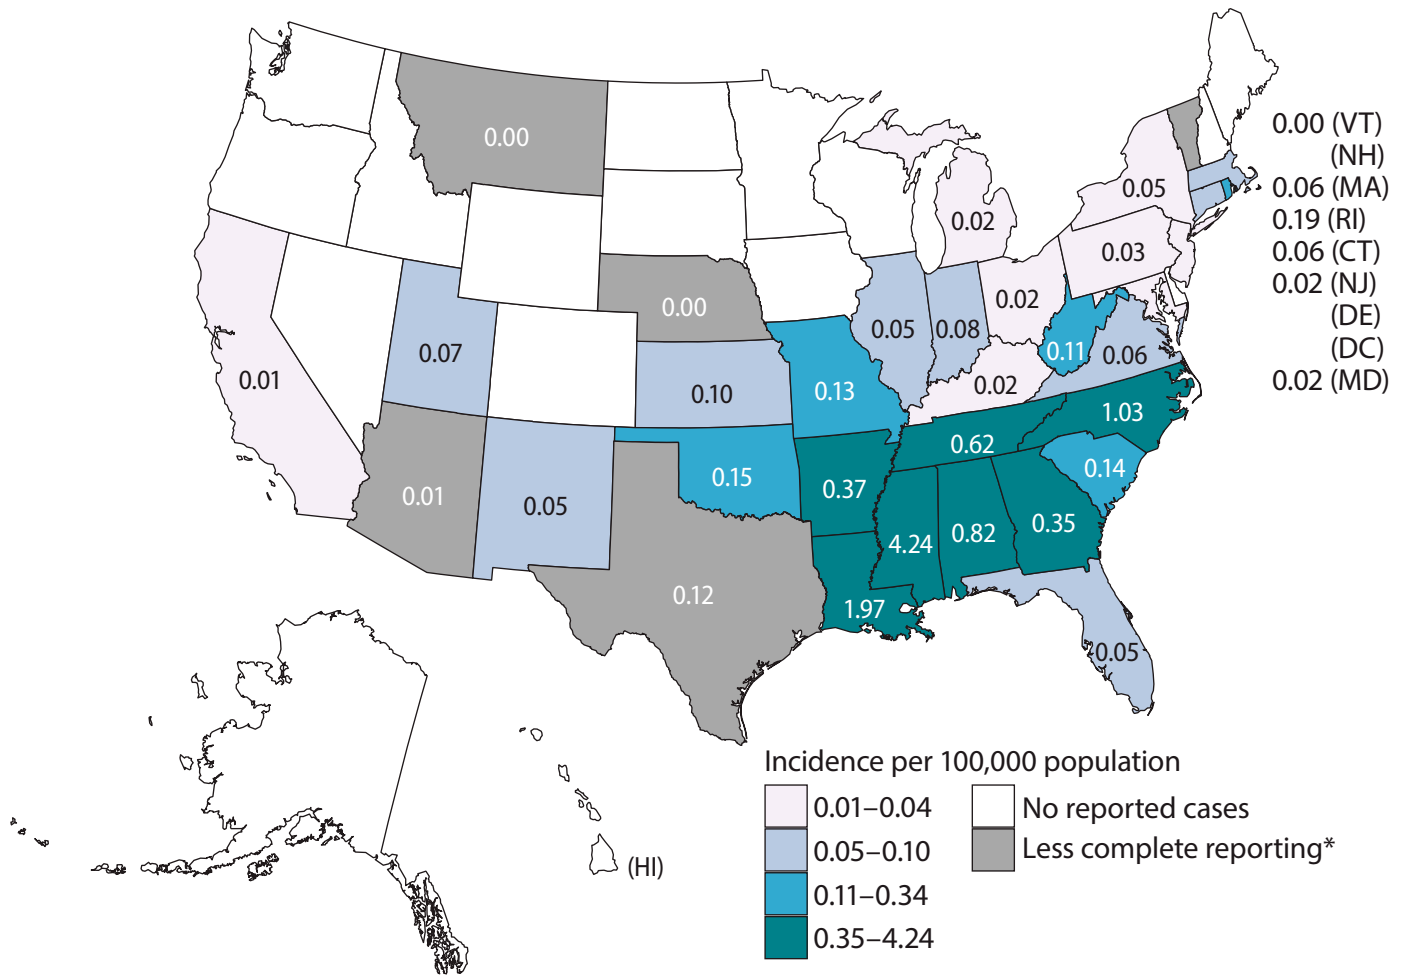 0.00
0.00 (VT)
(NH)
0.05
0.06 (MA)
0.02
0.19 (RI)
0.03
0.06 (CT)
0.02 (NJ)
0.00
0.02
(DE)
0.05
0.08
0.07
0.11
0.06
(DC)
0.01
0.02
0.02 (MD)
0.10
0.13
1.03
0.62
0.15
0.14
0.01
0.37
0.05
0.35
0.82
4.24
0.12
1.97
0.05
Incidence per 100,000 population
0.01–0.04
No reported cases
0.05–0.10
Less complete reporting*
(HI)
0.11–0.34
0.35–4.24